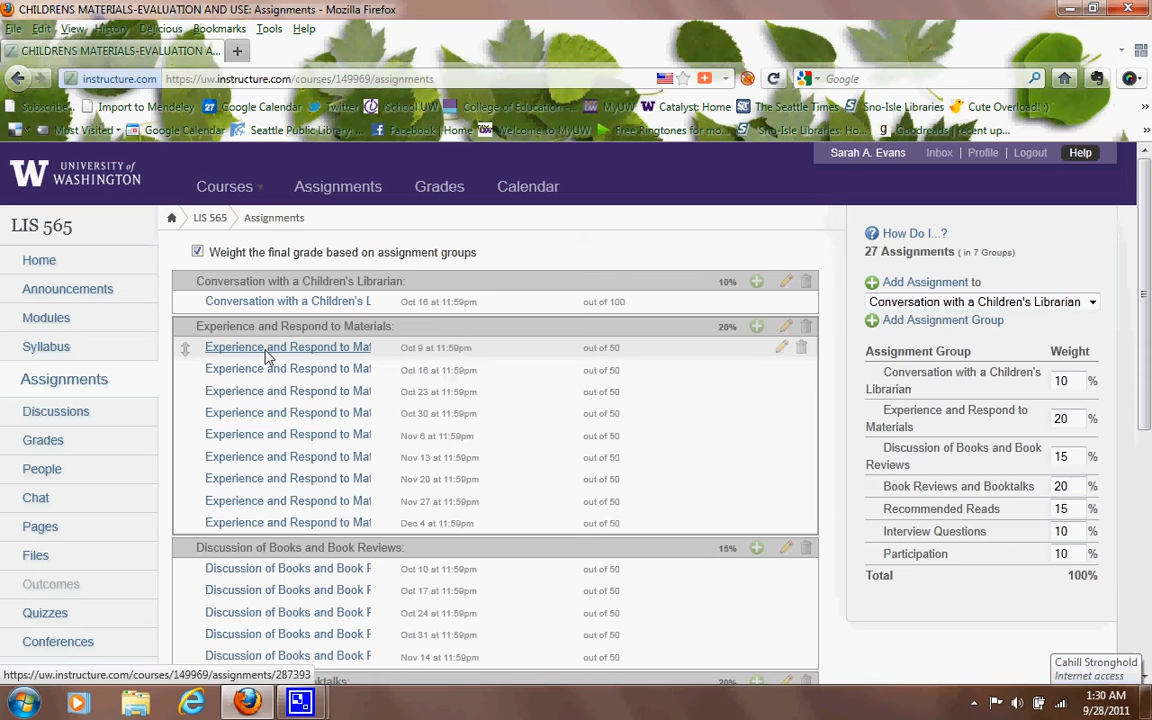 CHILDRENS MATERIALS-EVALUATION AND USE: Assignments - Mozilla Firefox
File Edit View History Delicious Bookmarks Tools Help
CHILDRENS MATERIALS-EVALUATION A...
instructure.com https://uw.instructure.com/courses/149969/assignments
Google
Subscribe... Import to Mendeley 27 Google Calendar Twitter School UW College of Education - MyUW Catalyst: Home The Seattle Times Sno-Isle Libraries Cute Overload! :) »
Most Visited Google Calendar Seattle Public Library... Facebook | Home Welcome to MyUW Free Ringtones for mo... Sno-Isle Libraries: Ho... g Goodreads | recent up... »
W UNIVERSITY of WASHINGTON
Sarah A. Evans Inbox | Profile | Logout Help
Courses Assignments Grades Calendar
LIS 565
Home
Announcements
Modules
Syllabus
Assignments
Discussions
Grades
People
Chat
Pages
Files
Outcomes
Quizzes
Conferences
LIS 565 Assignments
Weight the final grade based on assignment groups
Conversation with a Children's Librarian: 10%
Conversation with a Children's L Oct 16 at 11:59pm out of 100
Experience and Respond to Materials: 20%
Experience and Respond to Mat Oct 9 at 11:59pm out of 50
Experience and Respond to Mat Oct 16 at 11:59pm out of 50
Experience and Respond to Mat Oct 23 at 11:59pm out of 50
Experience and Respond to Mat Oct 30 at 11:59pm out of 50
Experience and Respond to Mat Nov 6 at 11:59pm out of 50
Experience and Respond to Mat Nov 13 at 11:59pm out of 50
Experience and Respond to Mat Nov 20 at 11:59pm out of 50
Experience and Respond to Mat Nov 27 at 11:59pm out of 50
Experience and Respond to Mat Dec 4 at 11:59pm out of 50
Discussion of Books and Book Reviews: 15%
Discussion of Books and Book F Oct 10 at 11:59pm out of 50
Discussion of Books and Book F Oct 17 at 11:59pm out of 50
Discussion of Books and Book F Oct 24 at 11:59pm out of 50
Discussion of Books and Book F Oct 31 at 11:59pm out of 50
Discussion of Books and Book F Nov 14 at 11:59pm out of 50
ktalks: 20%
How Do I...?
27 Assignments ( in 7 Groups)
Add Assignment to
Conversation with a Children's Librarian
Add Assignment Group
Assignment Group Weight
Conversation with a Children's Librarian 10 %
Experience and Respond to Materials 20 %
Discussion of Books and Book Reviews 15 %
Book Reviews and Booktalks 20 %
Recommended Reads 15 %
Interview Questions 10 %
Participation 10 %
Total 100%
https://uw.instructure.com/courses/149969/assignments/287393
Cahill Stronghold
Internet access
1:30 AM
9/28/2011